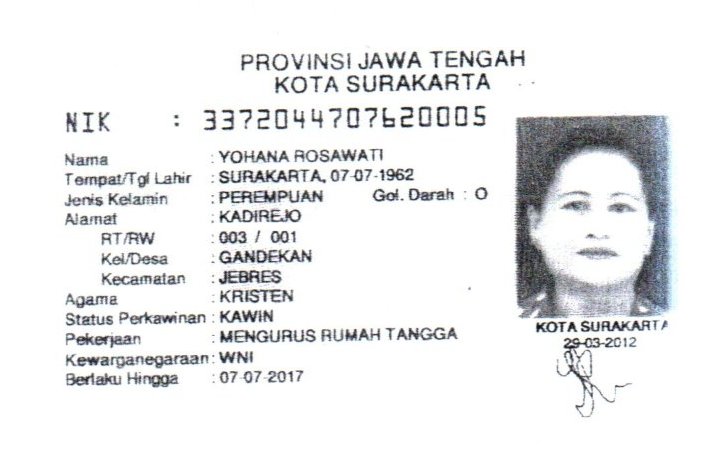 PROVINSI JAWA TENGAH
KOTA SURAKARTA
NIK : 3372044707620005
Nama : YOHANA ROSAWATI
Tempat/Tgl Lahir : SURAKARTA, 07-07-1962
Jenis Kelamin : PEREMPUAN Gol. Darah : O
Alamat : KADIREJO
RT/RW : 003 / 001
Kel/Desa : GANDEKAN
Kecamatan : JEBRES
Agama : KRISTEN
Status Perkawinan : KAWIN
Pekerjaan : MENGURUS RUMAH TANGGA
Kewarganegaraan : WNI
Berlaku Hingga : 07-07-2017
KOTA SURAKARTA
29-03-2012